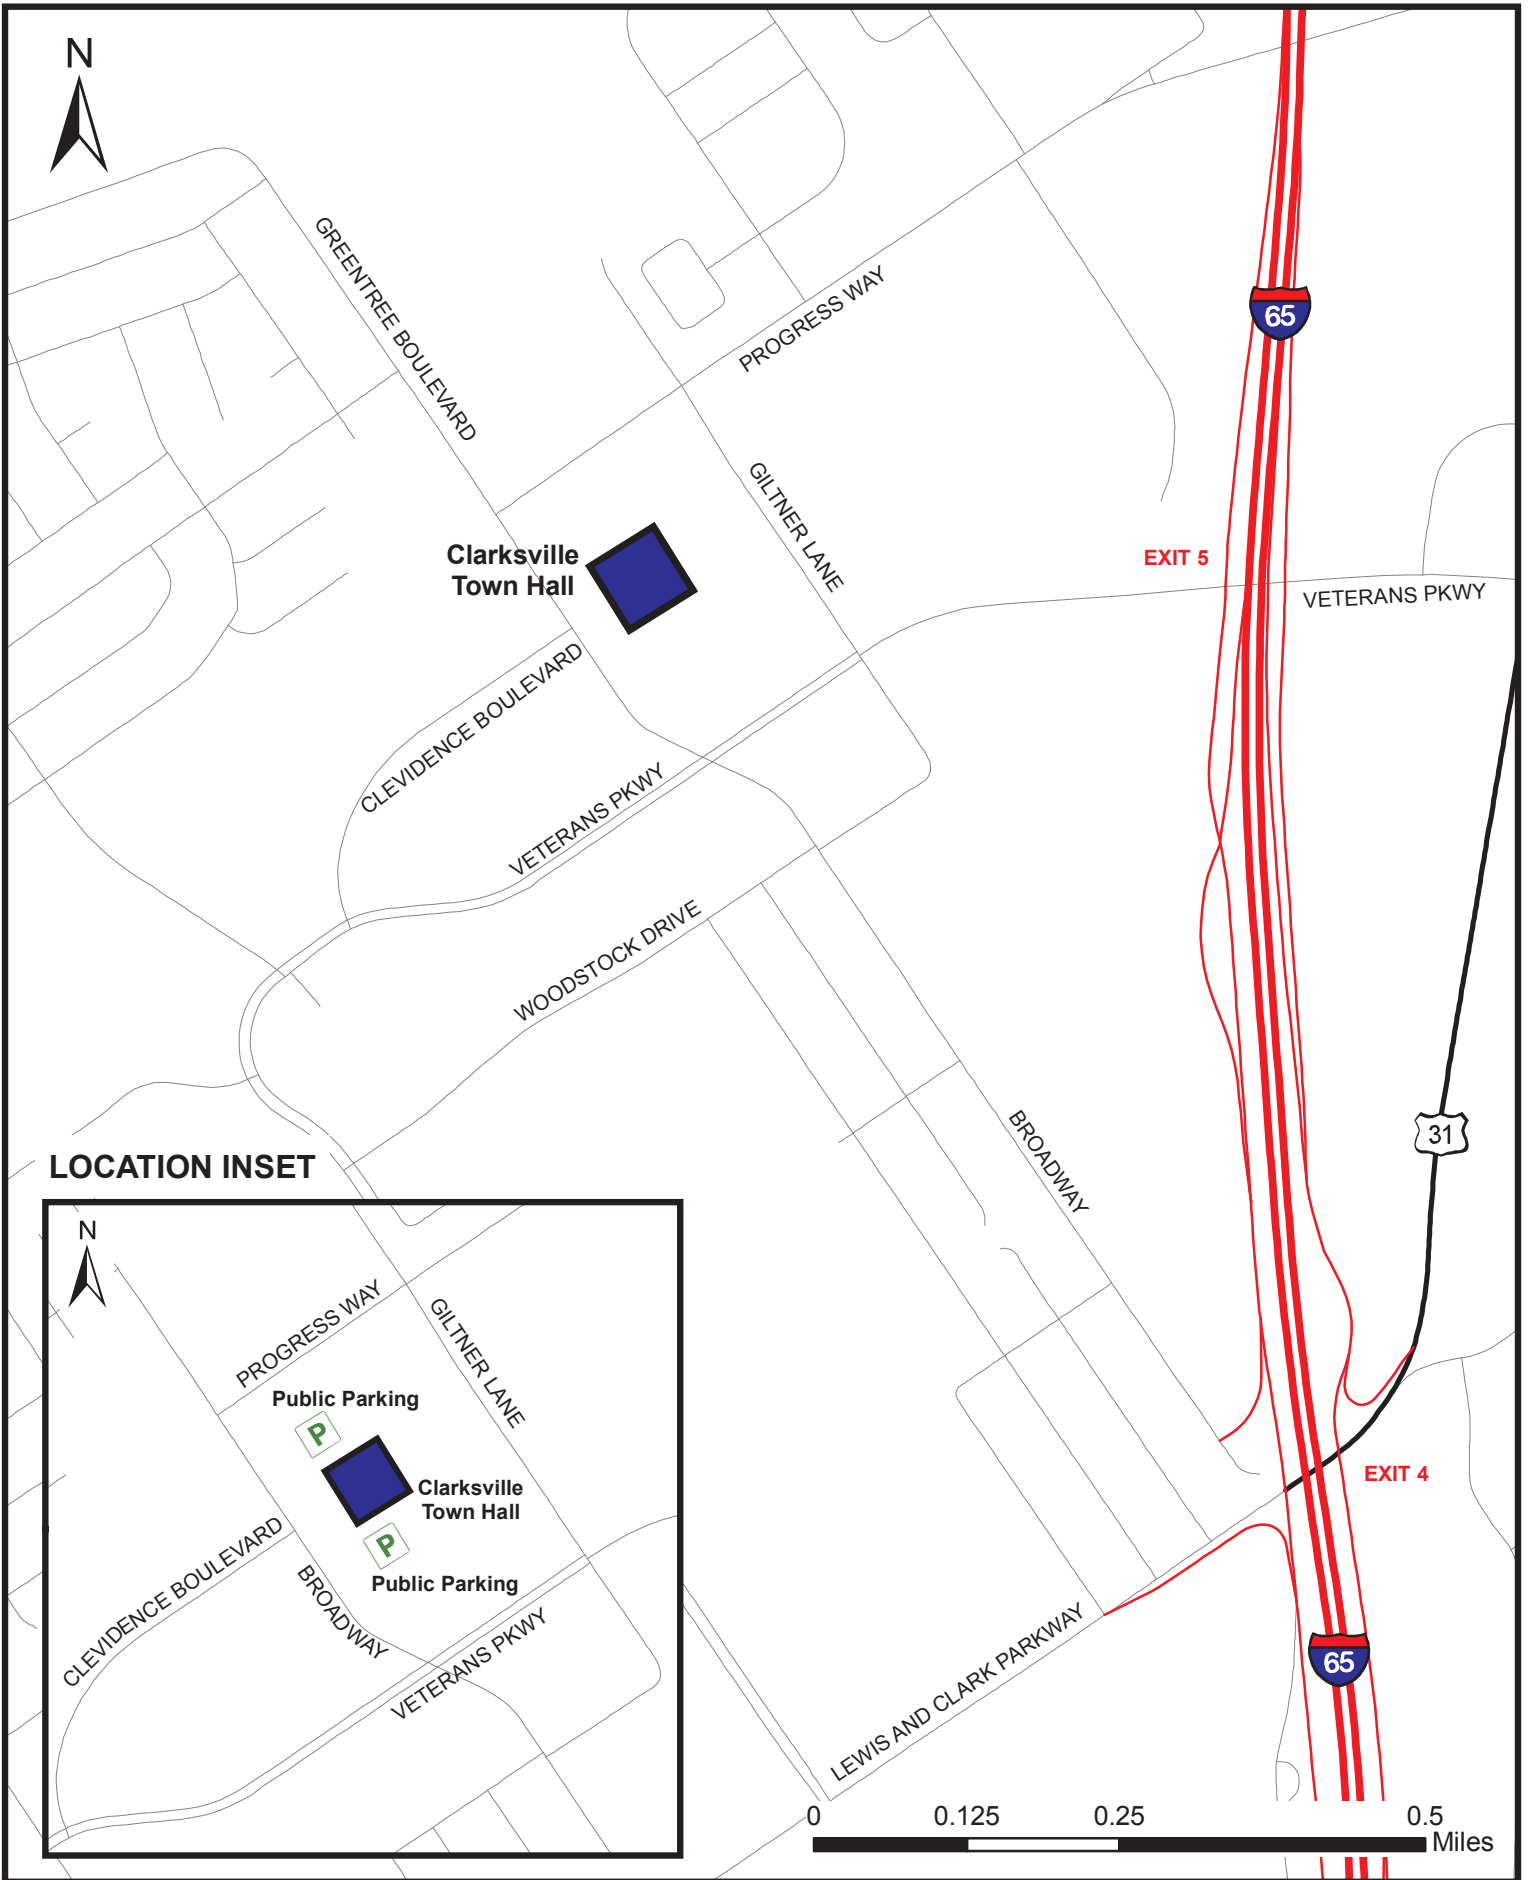 N
GREENTREE BOULEVARD
PROGRESS WAY
65
GILTNER LANE
Clarksville
Town Hall
EXIT 5
VETERANS PKWY
CLEVIDENCE BOULEVARD
VETERANS PKWY
WOODSTOCK DRIVE
BROADWAY
31
LOCATION INSET
N
PROGRESS WAY
GILTNER LANE
Public Parking
P
Clarksville
Town Hall
P
Public Parking
CLEVIDENCE BOULEVARD
BROADWAY
VETERANS PKWY
EXIT 4
LEWIS AND CLARK PARKWAY
65
0 0.125 0.25 0.5
Miles